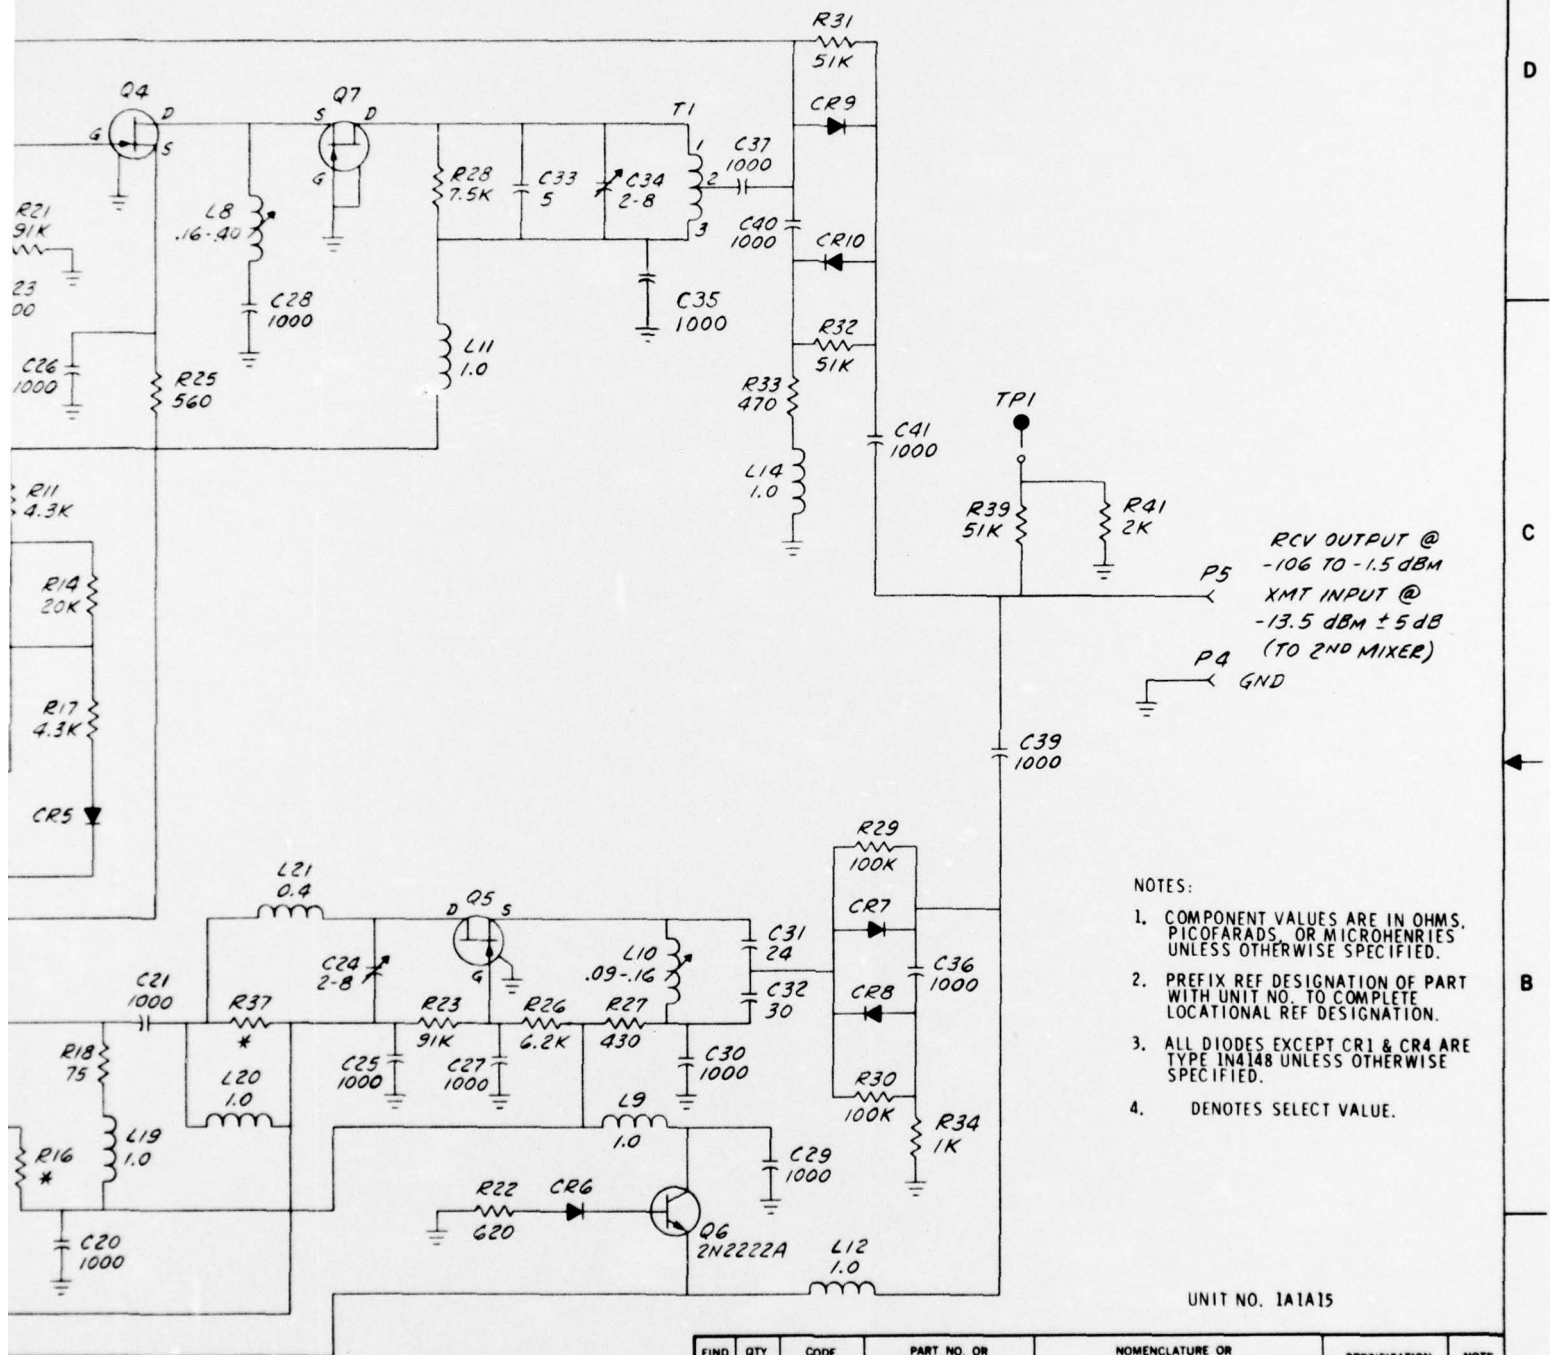 R31
51K
D
Q4
Q7
D
S
D
T1
CR9
G
S
1
C37
1000
G
R28
7.5K
C33
5
C34
2-8
2
R21
91K
L8
.16-.40
3
C40
1000
CR10
23
00
C28
1000
C35
1000
R32
51K
C26
1000
R25
560
L11
1.0
R33
470
TP1
C41
1000
R11
4.3K
L14
1.0
R39
51K
R41
2K
C
RCV OUTPUT @
-106 TO -1.5 dBM
P5
XMT INPUT @
-13.5 dBM ± 5 dB
(TO 2ND MIXER)
P4
GND
R14
20K
R17
4.3K
C39
1000
CR5
R29
100K
L21
0.4
D
Q5
S
CR7
NOTES:
1. COMPONENT VALUES ARE IN OHMS,
PICOFARADS, OR MICROHENRIES
UNLESS OTHERWISE SPECIFIED.
2. PREFIX REF DESIGNATION OF PART
WITH UNIT NO. TO COMPLETE
LOCATIONAL REF DESIGNATION.
3. ALL DIODES EXCEPT CR1 & CR4 ARE
TYPE 1N4148 UNLESS OTHERWISE
SPECIFIED.
4. DENOTES SELECT VALUE.
B
C31
24
C24
2-8
G
L10
.09-.16
C36
1000
C21
1000
R37
*
R23
91K
R26
6.2K
R27
430
C32
30
CR8
R18
75
C25
1000
C27
1000
C30
1000
L20
1.0
L9
1.0
R30
100K
R34
1K
L19
1.0
R16
*
C29
1000
R22
620
CR6
Q6
2N2222A
C20
1000
L12
1.0
UNIT NO. 1A1A15
FIND
QTY
CODE
PART NO. OR
NOMENCLATURE OR
SPECIFICATION
NOTE